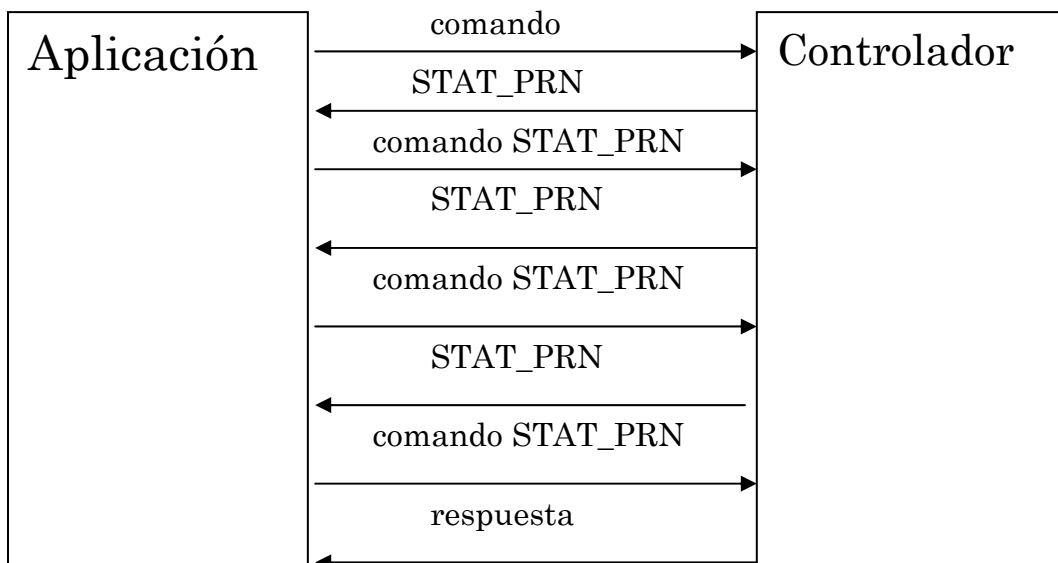 Aplicación
comando
Controlador
STAT_PRN
comando STAT_PRN
STAT_PRN
comando STAT_PRN
STAT_PRN
comando STAT_PRN
respuesta